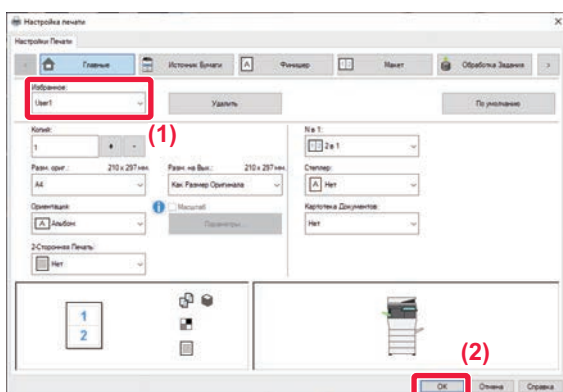 Настройка печати
Настройки Печати
Главные
Источник Бумаги
Финишер
Макет
Обработка Задания
Избранное:
User1
Удалить
По умолчанию
(1)
Копий:
1
+ -
Разм. ориг.: 210 x 297 мм.
A4
Ориентация:
Альбом
2-Сторонняя Печать:
Нет
Разм. на Вых.: 210 x 297 мм.
Как Размер Оригинала
Масштаб
Параметры...
N в 1:
2 в 1
Степлер:
Нет
Картотека Документов:
Нет
1
2
(2)
OK
Отмена
Справка